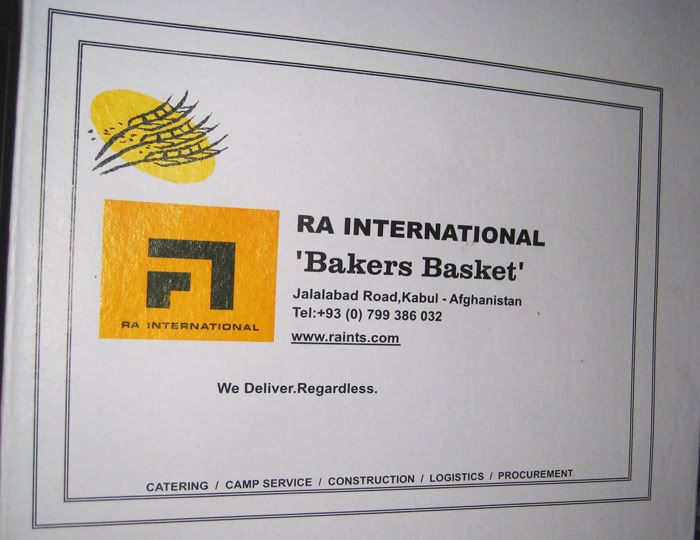 RA INTERNATIONAL
RA INTERNATIONAL
'Bakers Basket'
Jalalabad Road,Kabul - Afghanistan
Tel:+93 (0) 799 386 032
www.raints.com
We Deliver.Regardless.
CATERING / CAMP SERVICE / CONSTRUCTION / LOGISTICS / PROCUREMENT